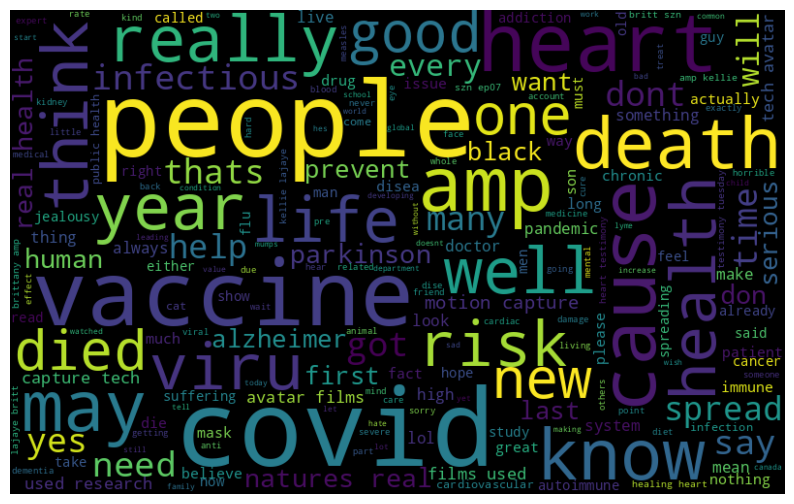 people
vaccine
covid
heart
death
cause
health
know
year
life
amp
well
risk
new
one
good
really
think
died
may
viru
infectious
every
want
dont
will
tech avatar
addiction
called
live
kind
expert
rate
start
two
britt szn
work
common
old
guy
treat
bad
amp kellie
szn ep07
drug
issue
blood
school
never
world
eye
come
account
must
actually
something
exactly
horrible
kidney
little
medical
public health
real health
right
thats
prevent
black
way
son
disea
many
doctor
men
long
chronic
pandemic
feel
time
serious
jealousy
thing
human
always
help
flu
back
condition
man
pre
kellie lajaye
hes
hard
global
face
whole
developing
without
doesnt
mumps
leading
value
due
hear
related
department
parkinson
medicine
cure
lyme
mental
going
increase
heart testimony
testimony tuesday
child
measles
make
don
either
effect
cat
show
wait
motion capture
look
dise
friend
cardiac
damage
please
spreading
already
said
patient
cancer
immune
read
brittany amp
watched
viral
much
alzheimer
animal
got
fact
high
hope
sad
living
wish
someone
others
point
capture tech
suffering
today
first
avatar films
mind
care
sorry
yet
last
system
diet
infection
spread
say
mean
canada
nothing
lajaye britt
yes
need
die
tell
getting
still
take
dementia
mask
anti
let
hate
severe
part
lot
lol
study
great
making
used research
family
now
believe
natures real
films used
cardiovascular
autoimmune
healing heart